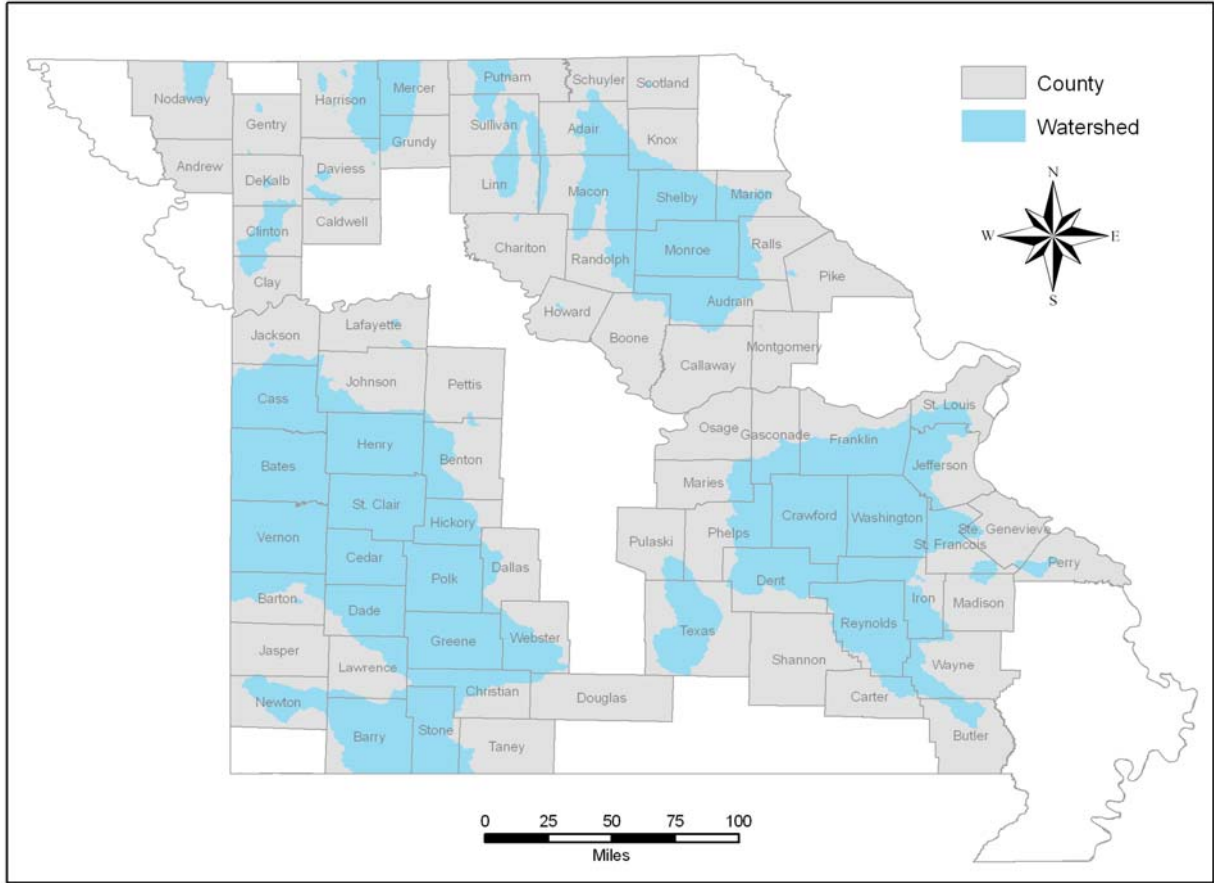 County
Watershed
N
W
E
S
Nodaway
Harrison
Mercer
Putnam
Schuyler
Scotland
Gentry
Sullivan
Adair
Knox
Grundy
Andrew
DeKalb
Daviess
Linn
Macon
Shelby
Marion
Clinton
Caldwell
Chariton
Randolph
Monroe
Ralls
Pike
Clay
Howard
Audrain
Jackson
Lafayette
Boone
Callaway
Montgomery
Johnson
Pettis
Cass
St. Louis
Osage
Gasconade
Franklin
Henry
Benton
Jefferson
Bates
Maries
St. Clair
Hickory
Crawford
Washington
Ste. Genevieve
Vernon
Pulaski
Phelps
St. Francois
Cedar
Dallas
Perry
Polk
Dent
Iron
Madison
Barton
Dade
Reynolds
Greene
Webster
Texas
Jasper
Lawrence
Shannon
Wayne
Newton
Christian
Douglas
Carter
Barry
Stone
Taney
Butler
0 25 50 75 100
Miles